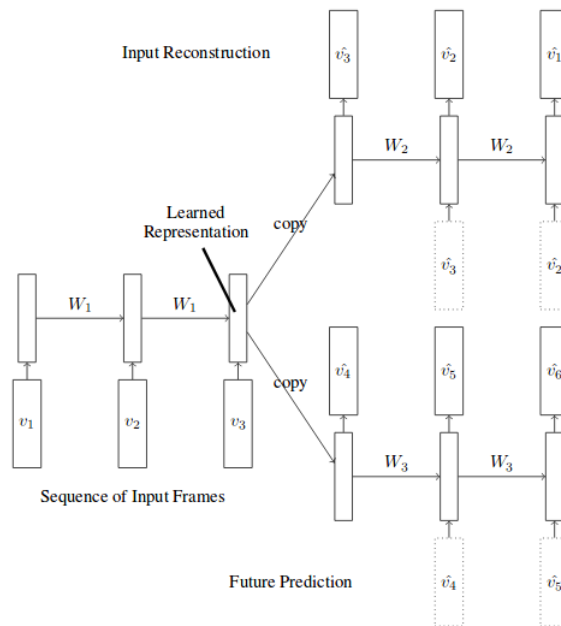 Input Reconstruction
v̂₃ v̂₂ v̂₁
W₂ W₂
Learned
Representation
copy
v̂₃ v̂₂
W₁ W₁
v₁ v₂ v₃
Sequence of Input Frames
copy
v̂₄ v̂₅ v̂₆
W₃ W₃
Future Prediction
v̂₄ v̂₅